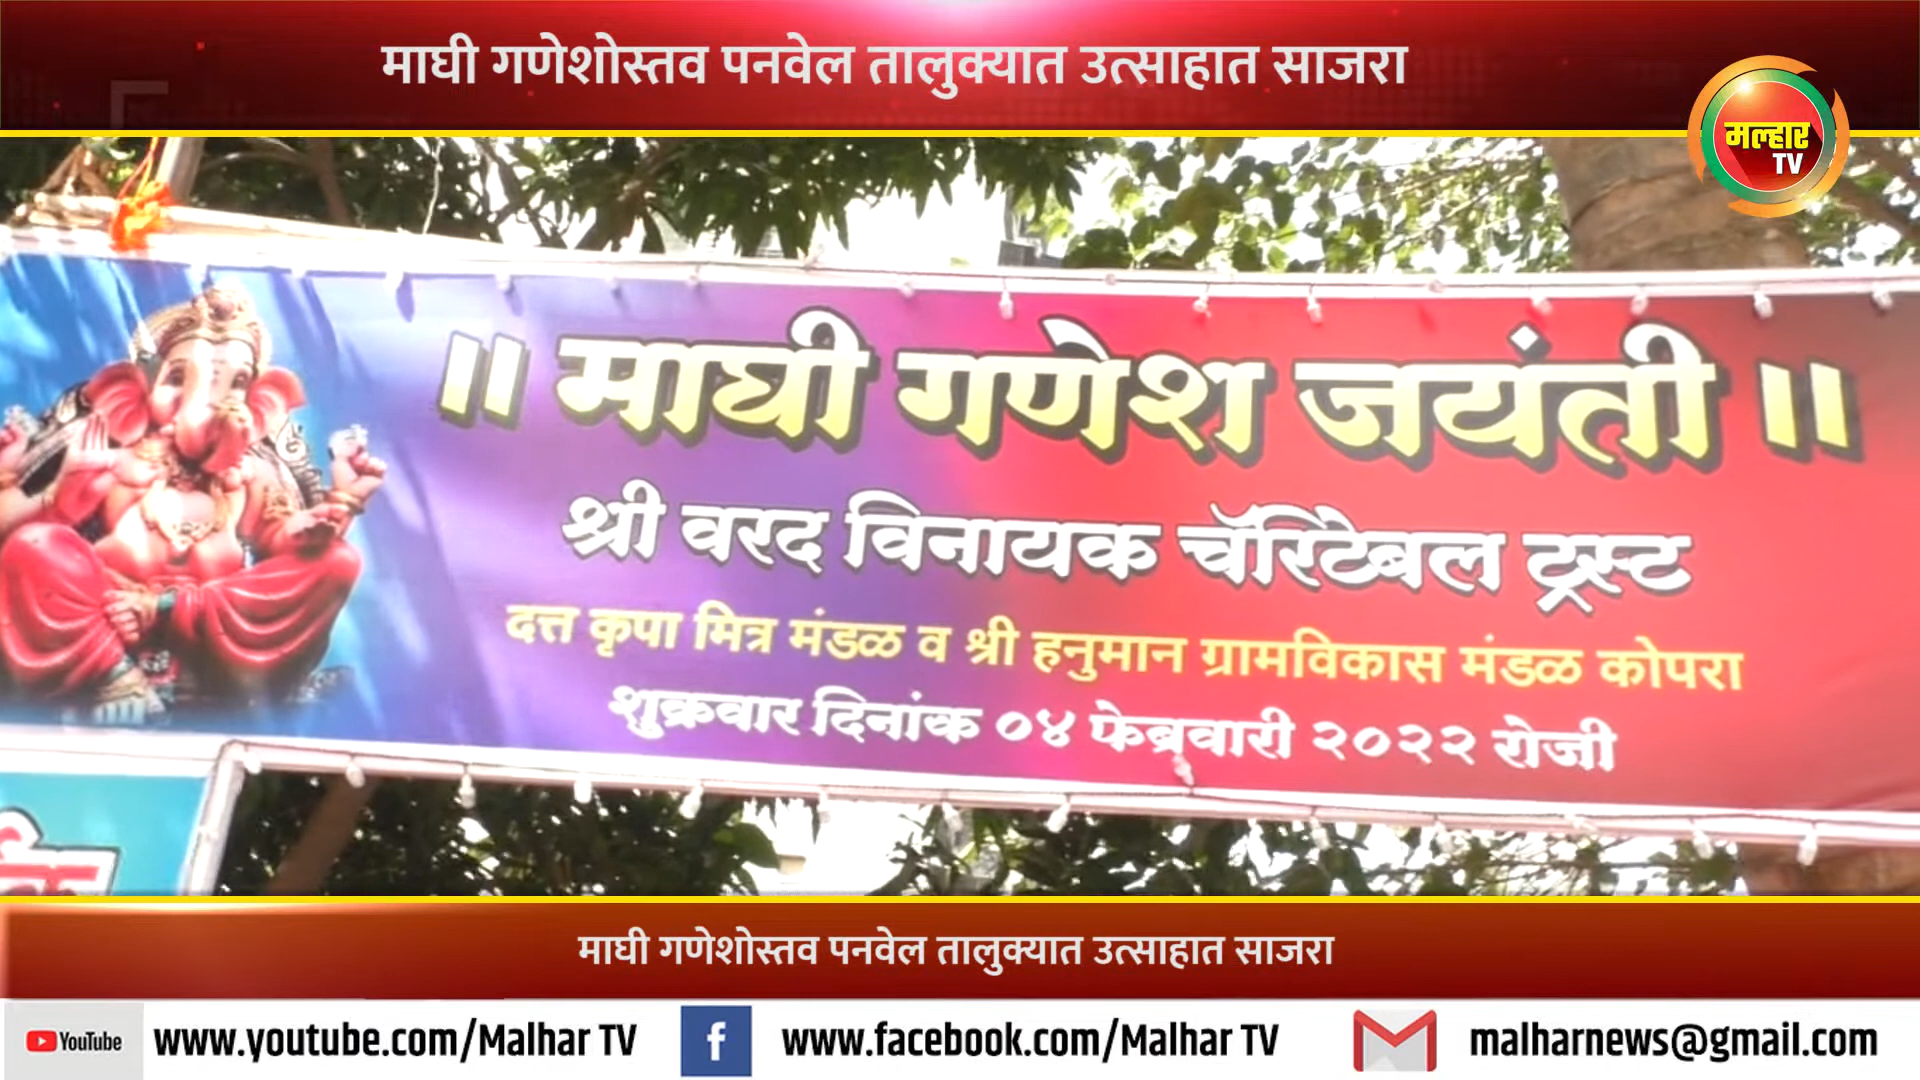 माघी गणेशोस्तव पनवेल तालुक्यात उत्साहात साजरा
मल्हार
TV
॥ माघी गणेश जयंती ॥
श्री वरद विनायक चॅरिटेबल ट्रस्ट
दत्त कृपा मित्र मंडळ व श्री हनुमान ग्रामविकास मंडळ कोपरा
शुक्रवार दिनांक ०४ फेब्रुवारी २०२२ रोजी
माघी गणेशोस्तव पनवेल तालुक्यात उत्साहात साजरा
YouTube www.youtube.com/Malhar TV f www.facebook.com/Malhar TV malharnews@gmail.com